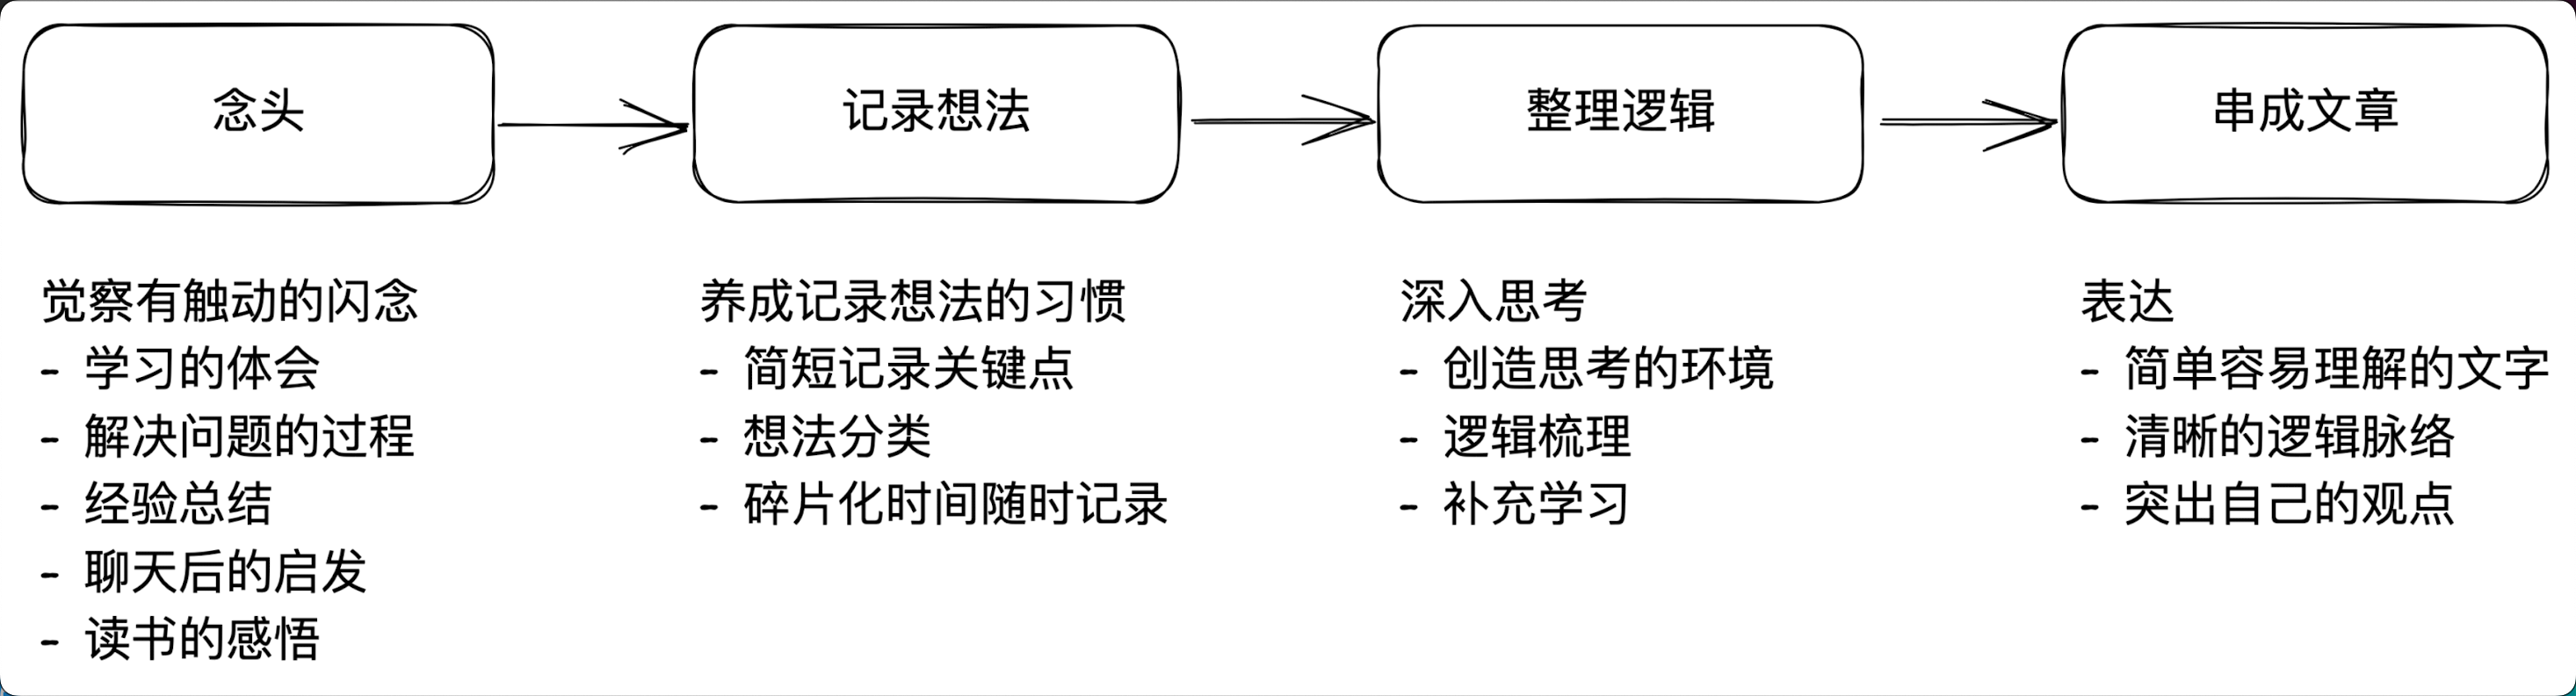 念头
记录想法
整理逻辑
串成文章
觉察有触动的闪念
- 学习的体会
- 解决问题的过程
- 经验总结
- 聊天后的启发
- 读书的感悟
养成记录想法的习惯
- 简短记录关键点
- 想法分类
- 碎片化时间随时记录
深入思考
- 创造思考的环境
- 逻辑梳理
- 补充学习
表达
- 简单容易理解的文字
- 清晰的逻辑脉络
- 突出自己的观点